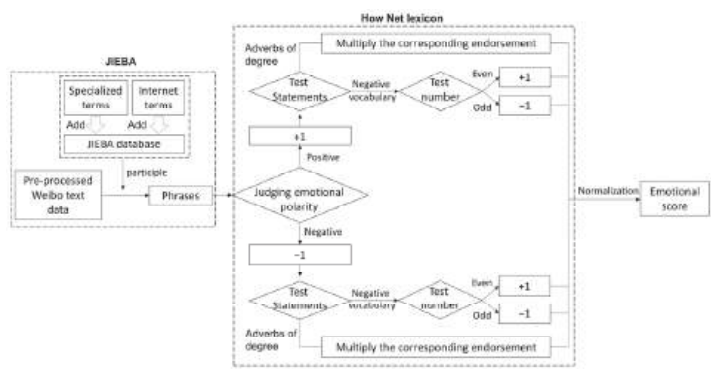 How Net lexicon
JIEBA
Adverbs of
degree
Multiply the corresponding endorsement
Specialized
terms
Internet
terms
Add
Add
JIEBA database
Test
Statements
Negative
vocabulary
Test
number
Even
+1
Odd
−1
+1
Positive
participle
Pre-processed
Weibo text
data
Phrases
Judging emotional
polarity
Normalization
Emotional
score
Negative
−1
Test
Statements
Negative
vocabulary
Test
number
Even
+1
Odd
−1
Adverbs of
degree
Multiply the corresponding endorsement